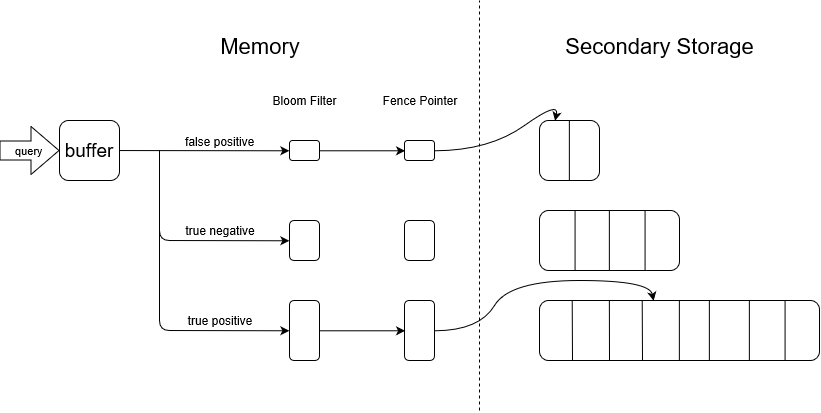 Memory
Secondary Storage
Bloom Filter
Fence Pointer
query
buffer
false positive
true negative
true positive